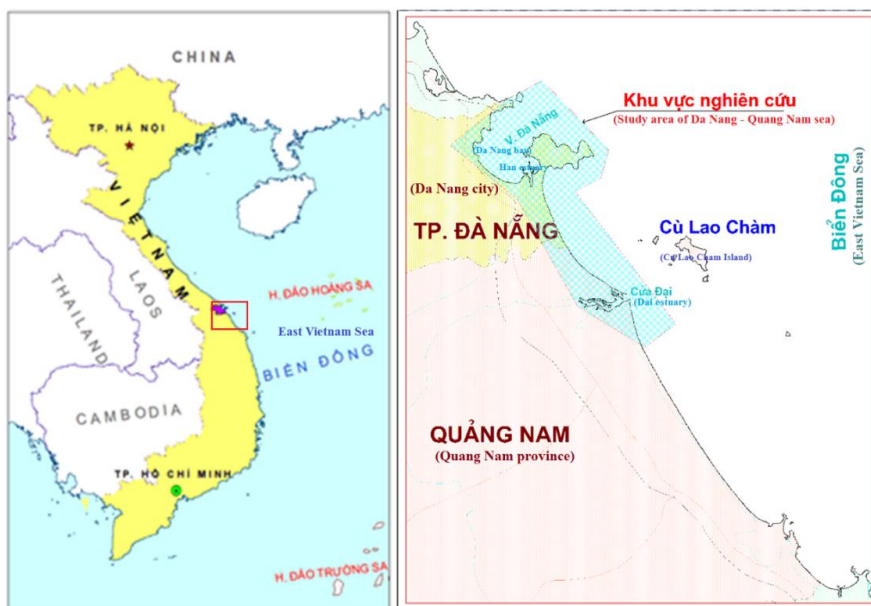 CHINA
TP. HÀ NỘI
VIETNAM
LAOS
THAILAND
H. ĐẢO HOÀNG SA
East Vietnam Sea
BIỂN ĐÔNG
CAMBODIA
TP. HỒ CHÍ MINH
H. ĐẢO TRƯỜNG SA
Khu vực nghiên cứu
(Study area of Da Nang - Quang Nam sea)
V. Đà Nẵng
(Da Nang bay)
Han estuary
(Da Nang city)
TP. ĐÀ NẴNG
Cù Lao Chàm
(Cu Lao Cham Island)
Biển Đông
(East Vietnam Sea)
Cửa Đại
(Dai estuary)
QUẢNG NAM
(Quang Nam province)